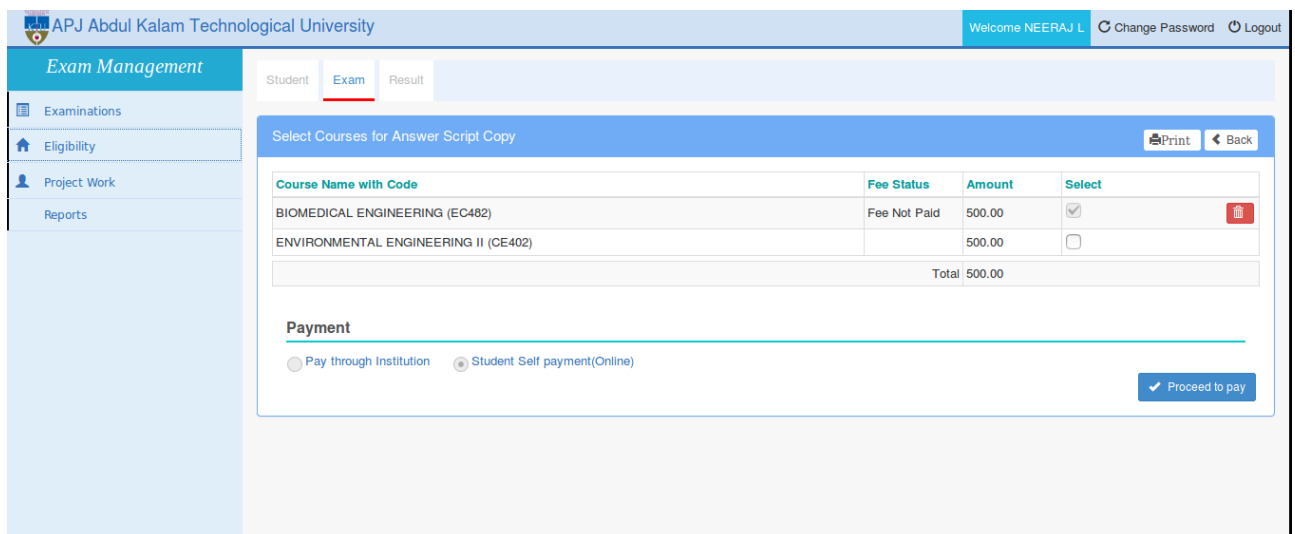 APJ Abdul Kalam Technological University Welcome NEERAJ L Change Password Logout
Exam Management
Student Exam Result
Examinations
Eligibility
Project Work
Reports
Select Courses for Answer Script Copy Print Back
Course Name with Code Fee Status Amount Select
BIOMEDICAL ENGINEERING (EC482) Fee Not Paid 500.00
ENVIRONMENTAL ENGINEERING II (CE402) 500.00
Total 500.00
Payment
Pay through Institution Student Self payment(Online)
Proceed to pay